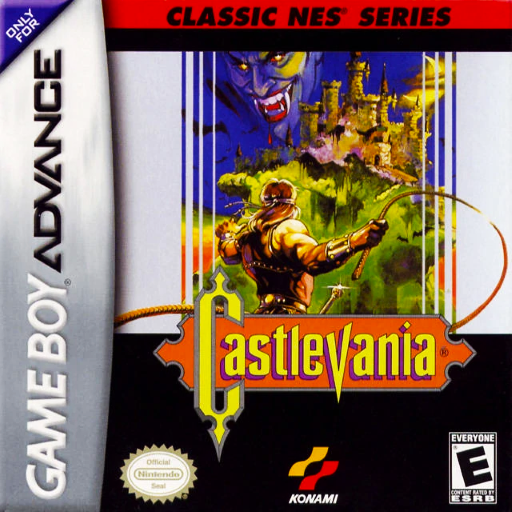 ONLY
FOR
CLASSIC NES® SERIES
GAME BOY® ADVANCE
Castlevania®
Official
Nintendo
Seal
KONAMI
EVERYONE
E
CONTENT RATED BY
ESRB